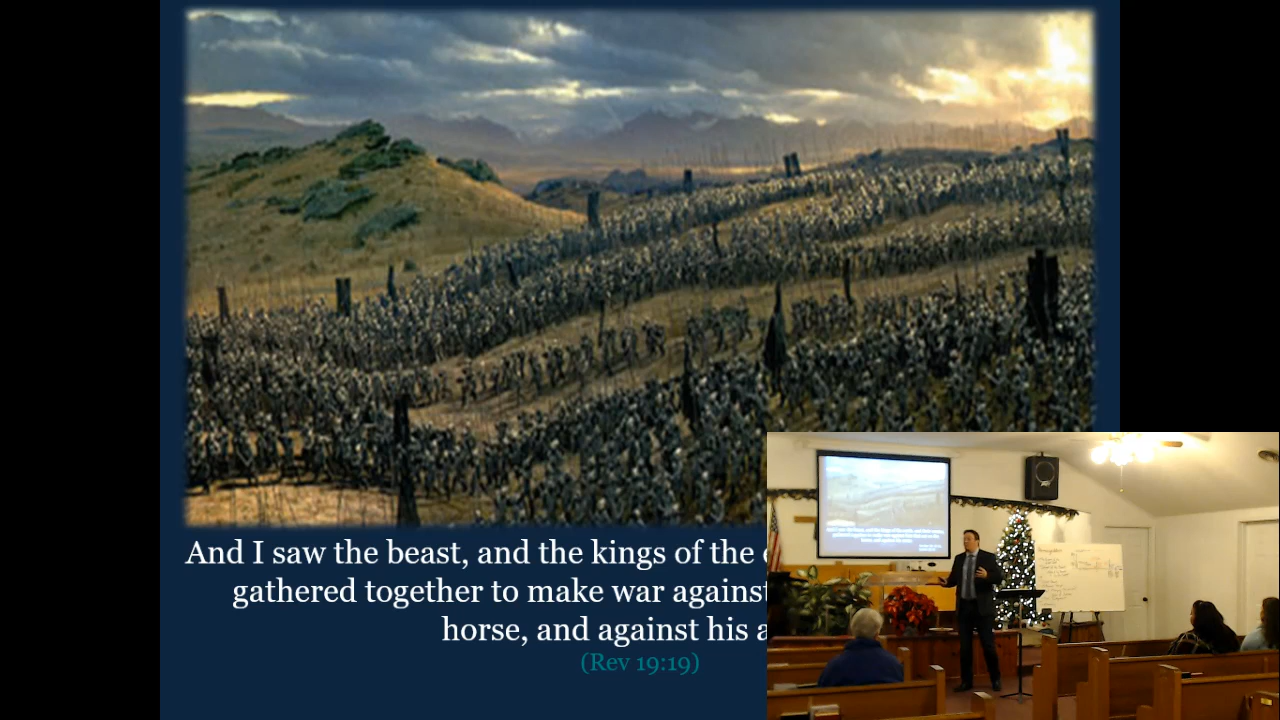 And I saw the beast, and the kings of the
gathered together to make war against
horse, and against his
(Rev 19:19)